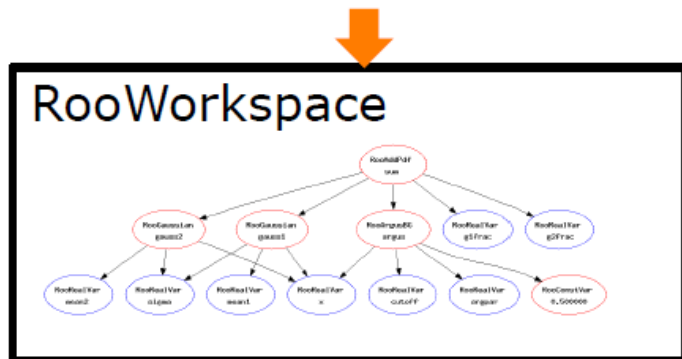 RooWorkspace
RooAddPdf
sum
RooGaussian
gauss2
RooGaussian
gauss1
RooArgusBG
argus
RooRealVar
g1frac
RooRealVar
g2frac
RooRealVar
mean2
RooRealVar
sigma
RooRealVar
mean1
RooRealVar
x
RooRealVar
cutoff
RooRealVar
argpar
RooConstVar
0.500000